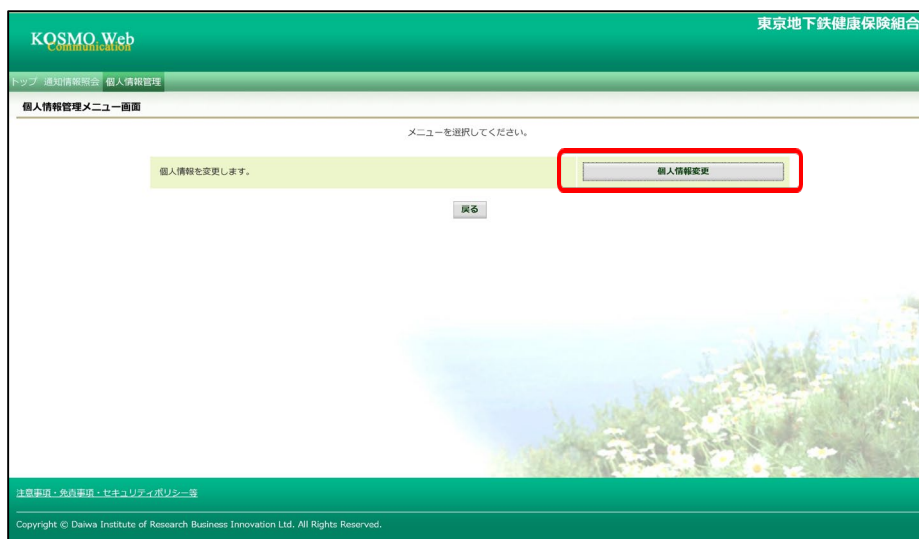 東京地下鉄健康保険組合
KOSMO Web
Communication
トップ 通知情報照会 個人情報管理
個人情報管理メニュー画面
メニューを選択してください。
個人情報を変更します。
個人情報変更
戻る
注意事項・免責事項・セキュリティポリシー等
Copyright © Daiwa Institute of Research Business Innovation Ltd. All Rights Reserved.